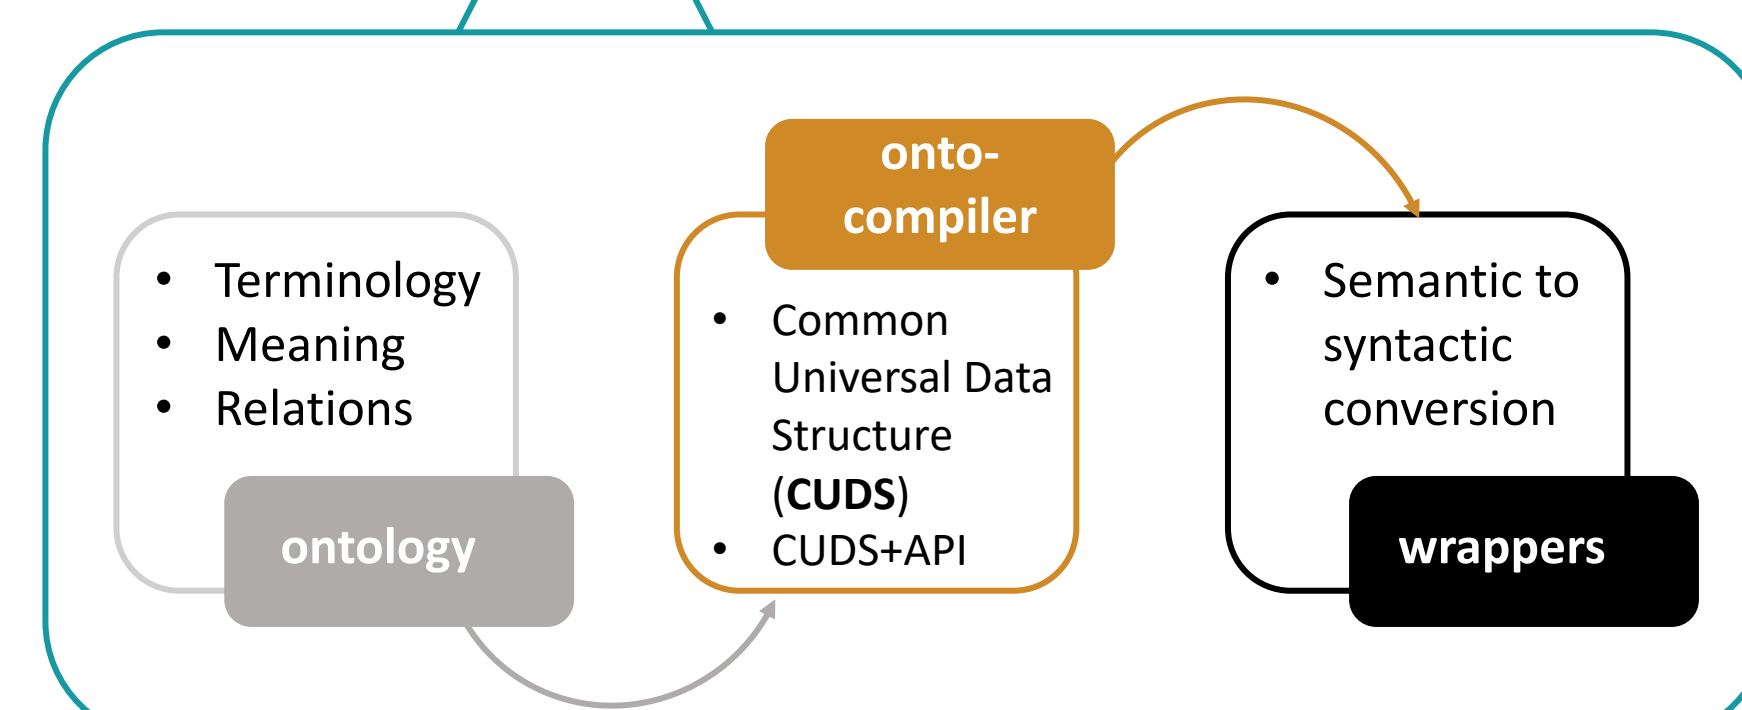 • Terminology
• Meaning
• Relations
ontology
onto-
compiler
• Common
Universal Data
Structure
(CUDS)
• CUDS+API
• Semantic to
syntactic
conversion
wrappers